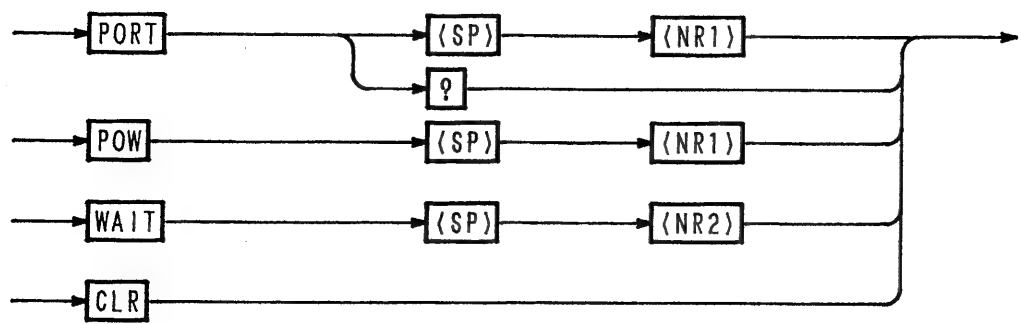 PORT ⟨SP⟩ ⟨NR1⟩
?
POW ⟨SP⟩ ⟨NR1⟩
WAIT ⟨SP⟩ ⟨NR2⟩
CLR